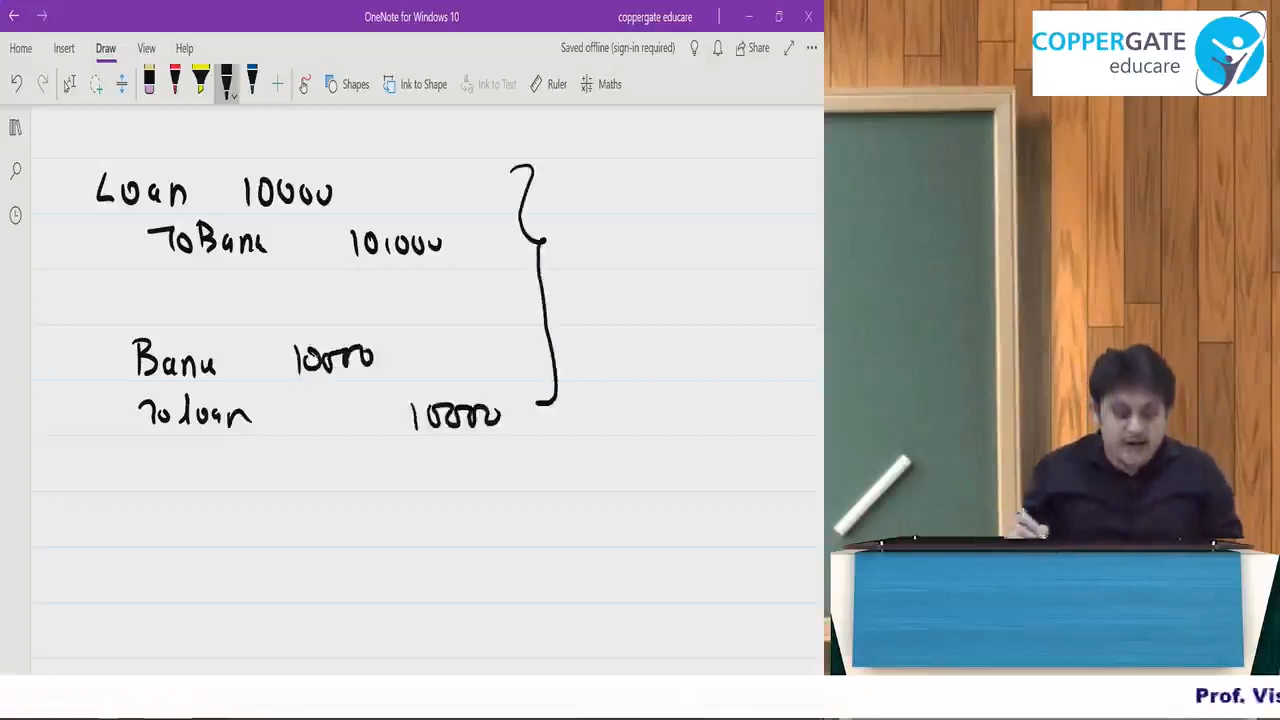 OneNote for Windows 10
coppergate educare
Home Insert Draw View Help
Saved offline (sign-in required)
Share
Shapes
Ink to Shape
Ink to Text
Ruler
Maths
COPPERGATE
educare
Loan 10000
To Bank 10,000
Bank 10000
To loan 10000
Prof. Vis